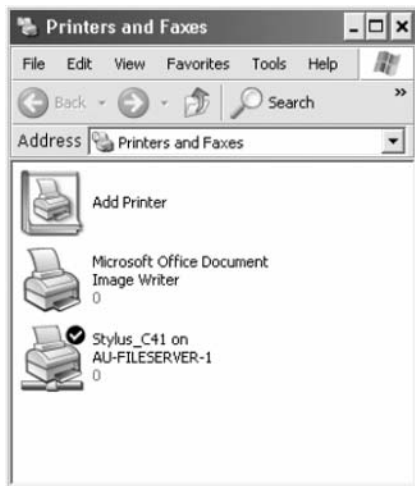 Printers and Faxes
File Edit View Favorites Tools Help
Back Search »
Address Printers and Faxes
Add Printer
Microsoft Office Document
Image Writer
0
Stylus_C41 on
AU-FILESERVER-1
0